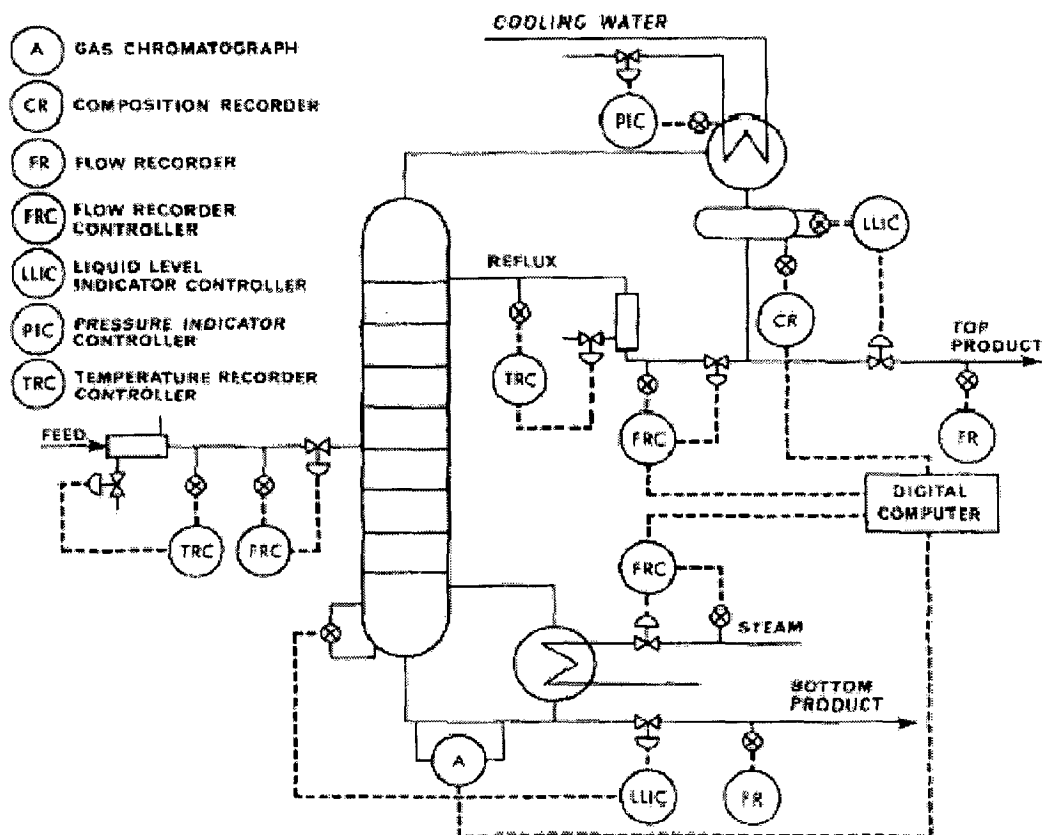 COOLING WATER
A GAS CHROMATOGRAPH
CR COMPOSITION RECORDER
FR FLOW RECORDER
FRC FLOW RECORDER
CONTROLLER
LLIC LIQUID LEVEL
INDICATOR CONTROLLER
PIC PRESSURE INDICATOR
CONTROLLER
TRC TEMPERATURE RECORDER
CONTROLLER
PIC
LLIC
REFLUX
CR
TOP
PRODUCT
TRC
FRC
FR
FEED
TRC
FRC
DIGITAL
COMPUTER
FRC
STEAM
BOTTOM
PRODUCT
A
LLIC
FR